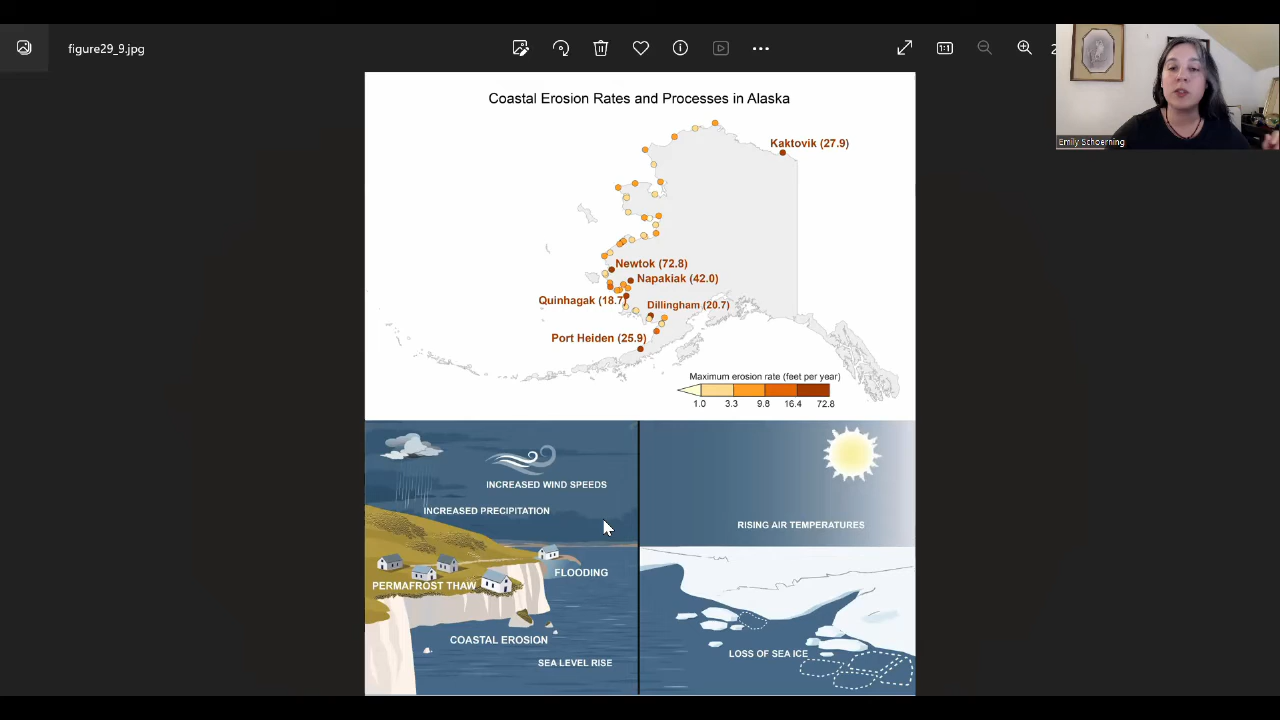 figure29_9.jpg
1:1
2
Emily Schoerning
Coastal Erosion Rates and Processes in Alaska
Kaktovik (27.9)
Newtok (72.8)
Napakiak (42.0)
Quinhagak (18.7)
Dillingham (20.7)
Port Heiden (25.9)
Maximum erosion rate (feet per year)
1.0 3.3 9.8 16.4 72.8
INCREASED WIND SPEEDS
INCREASED PRECIPITATION
RISING AIR TEMPERATURES
FLOODING
PERMAFROST THAW
COASTAL EROSION
LOSS OF SEA ICE
SEA LEVEL RISE